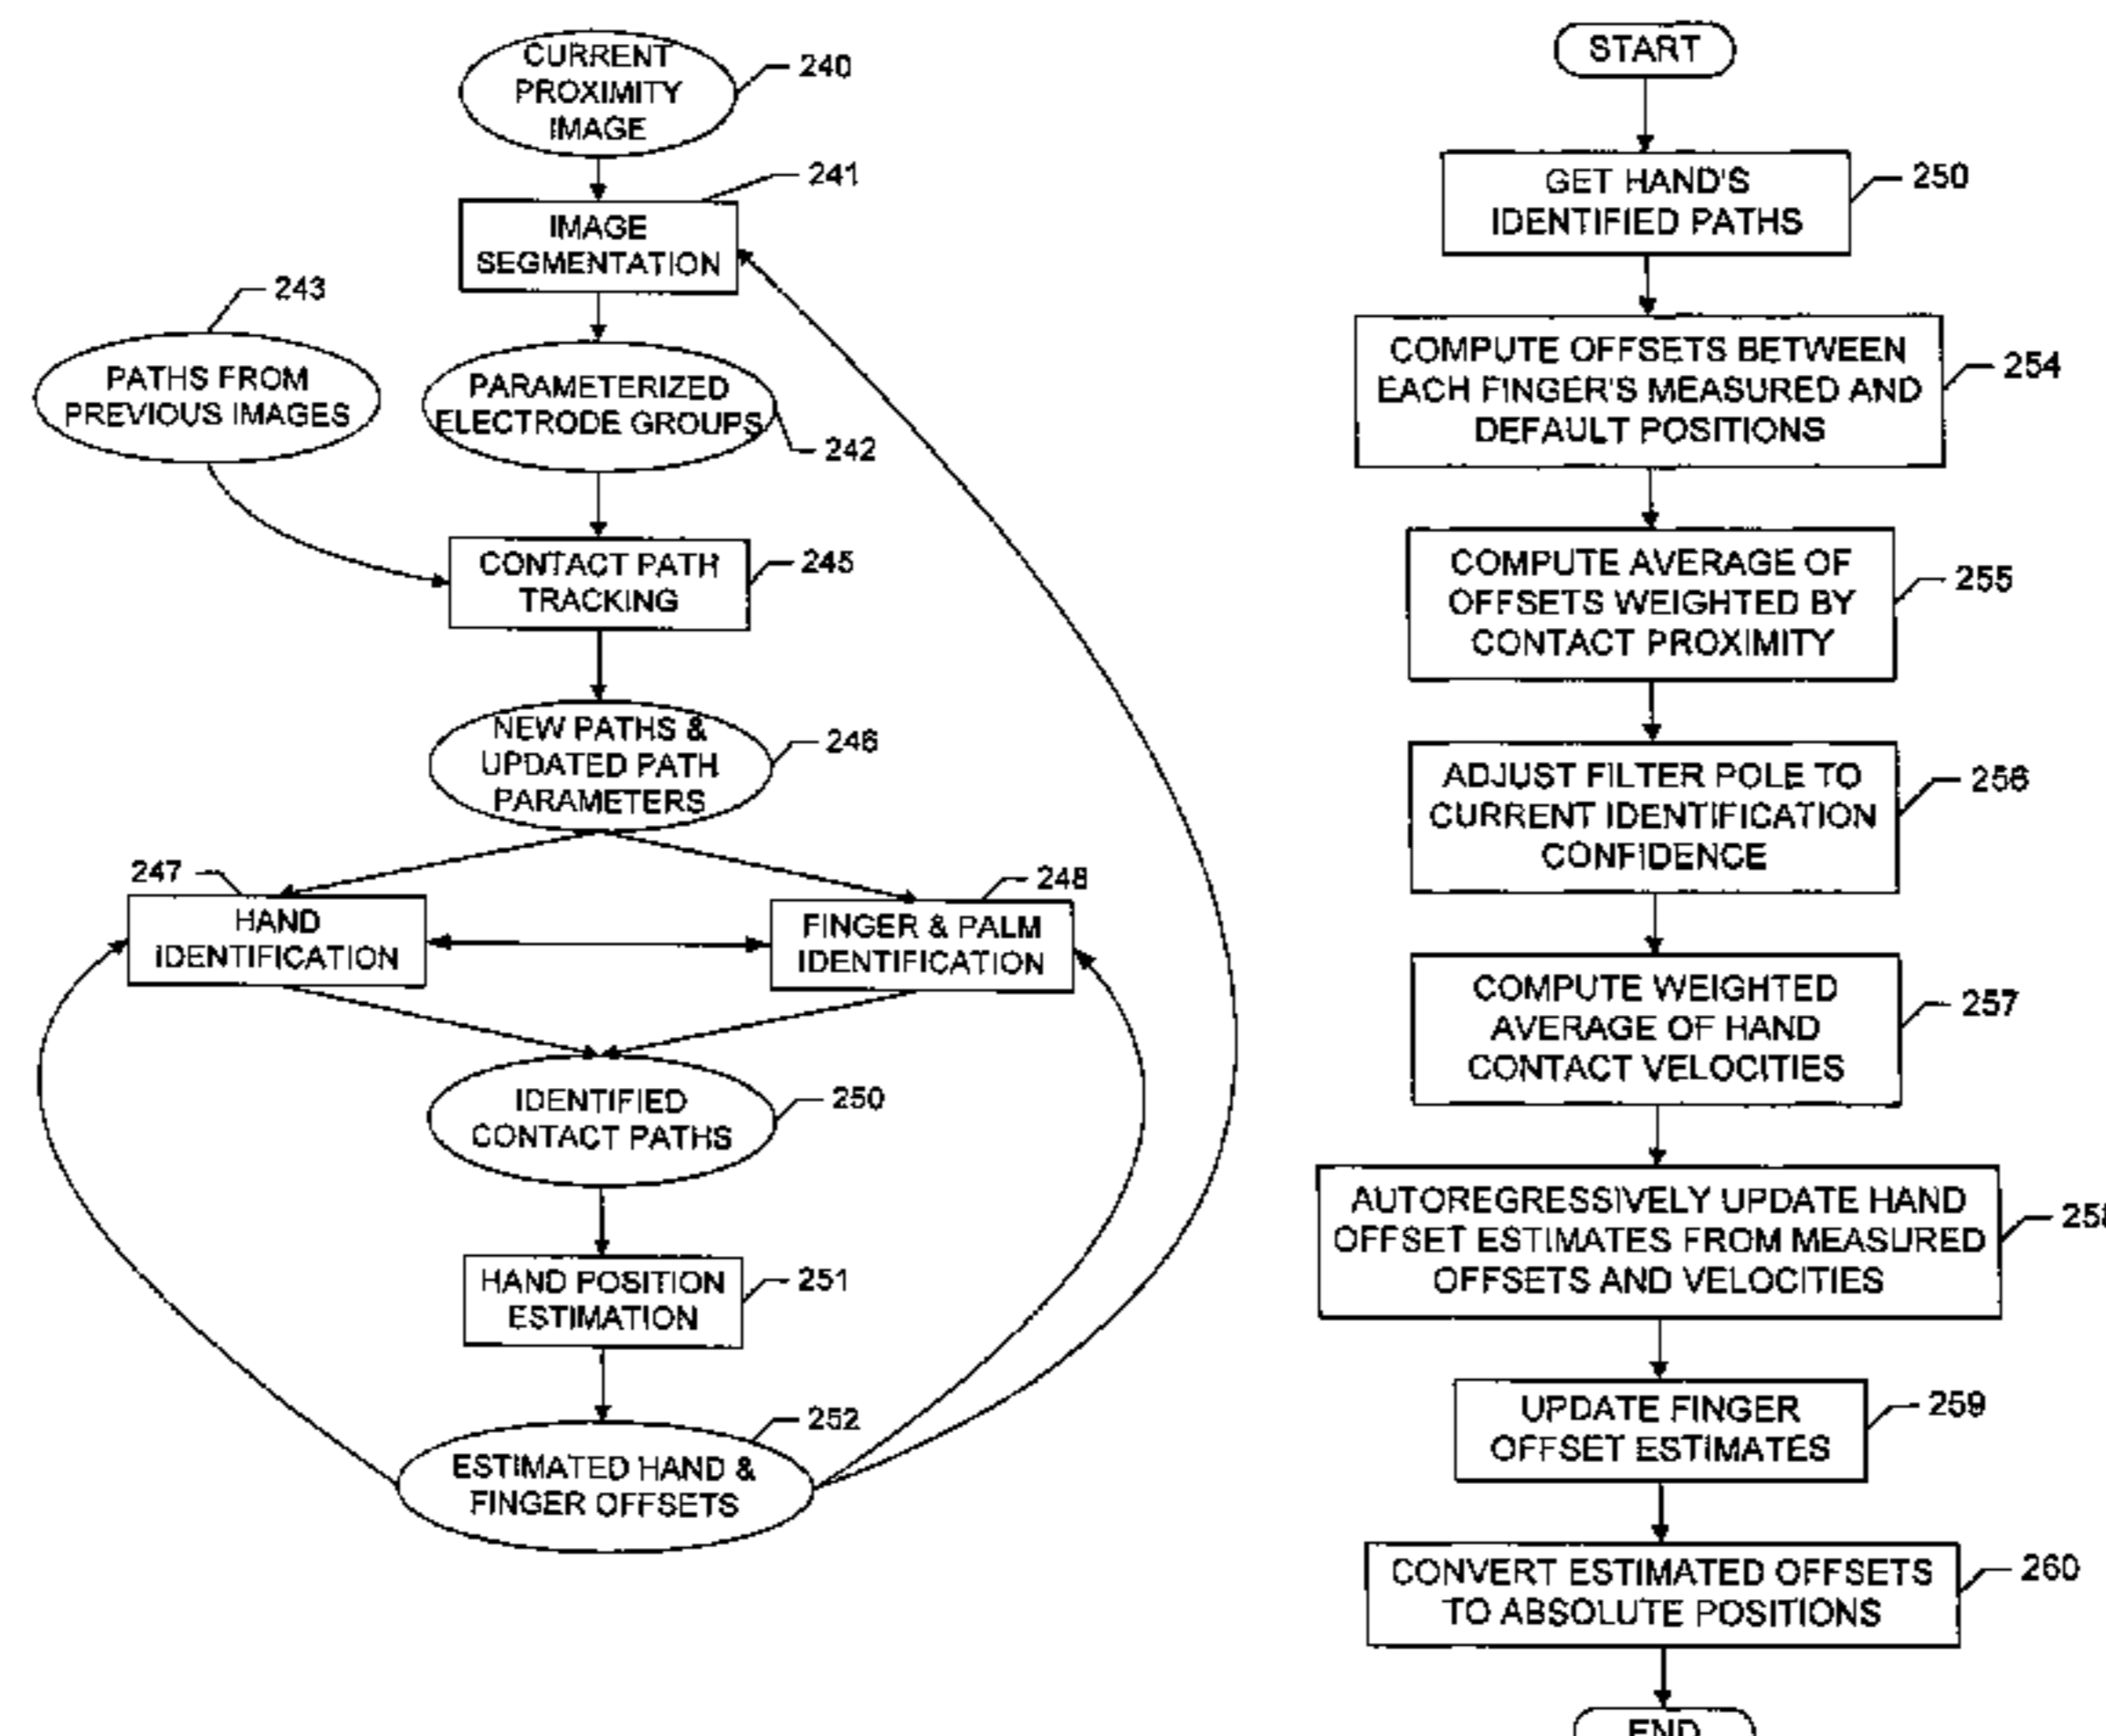 CURRENT
PROXIMITY
IMAGE
240
241
IMAGE
SEGMENTATION
243
PATHS FROM
PREVIOUS IMAGES
PARAMETERIZED
ELECTRODE GROUPS
242
CONTACT PATH
TRACKING
245
NEW PATHS &
UPDATED PATH
PARAMETERS
246
247
HAND
IDENTIFICATION
248
FINGER & PALM
IDENTIFICATION
IDENTIFIED
CONTACT PATHS
250
HAND POSITION
ESTIMATION
251
252
ESTIMATED HAND &
FINGER OFFSETS
START
GET HAND'S
IDENTIFIED PATHS
250
COMPUTE OFFSETS BETWEEN
EACH FINGER'S MEASURED AND
DEFAULT POSITIONS
254
COMPUTE AVERAGE OF
OFFSETS WEIGHTED BY
CONTACT PROXIMITY
255
ADJUST FILTER POLE TO
CURRENT IDENTIFICATION
CONFIDENCE
256
COMPUTE WEIGHTED
AVERAGE OF HAND
CONTACT VELOCITIES
257
AUTOREGRESSIVELY UPDATE HAND
OFFSET ESTIMATES FROM MEASURED
OFFSETS AND VELOCITIES
258
UPDATE FINGER
OFFSET ESTIMATES
259
CONVERT ESTIMATED OFFSETS
TO ABSOLUTE POSITIONS
260
END